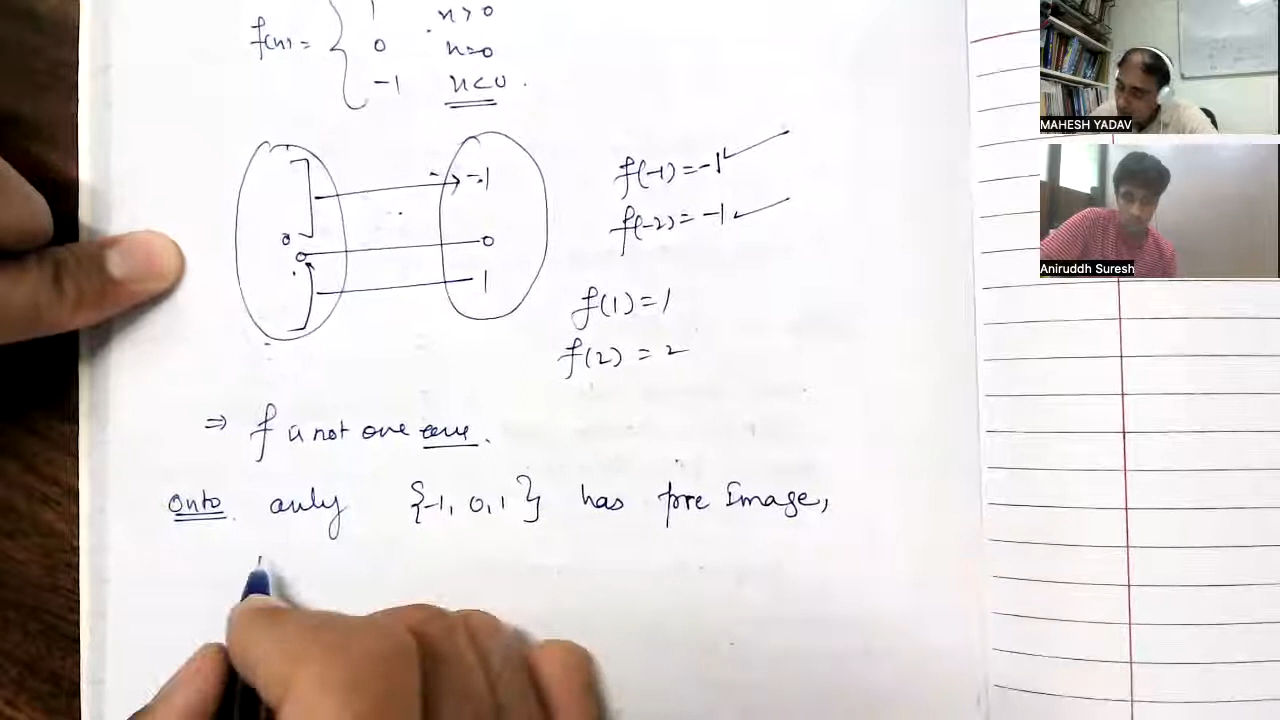 1 x>0
f(x) = { 0 x=0
-1 x<0.
MAHESH YADAV
-1
0
0
0
1
f(-1) = -1
f(-2) = -1
Aniruddh Suresh
f(1) = 1
f(2) = 2
⇒ f is not one one.
Onto. only {-1, 0, 1} has pre Image,